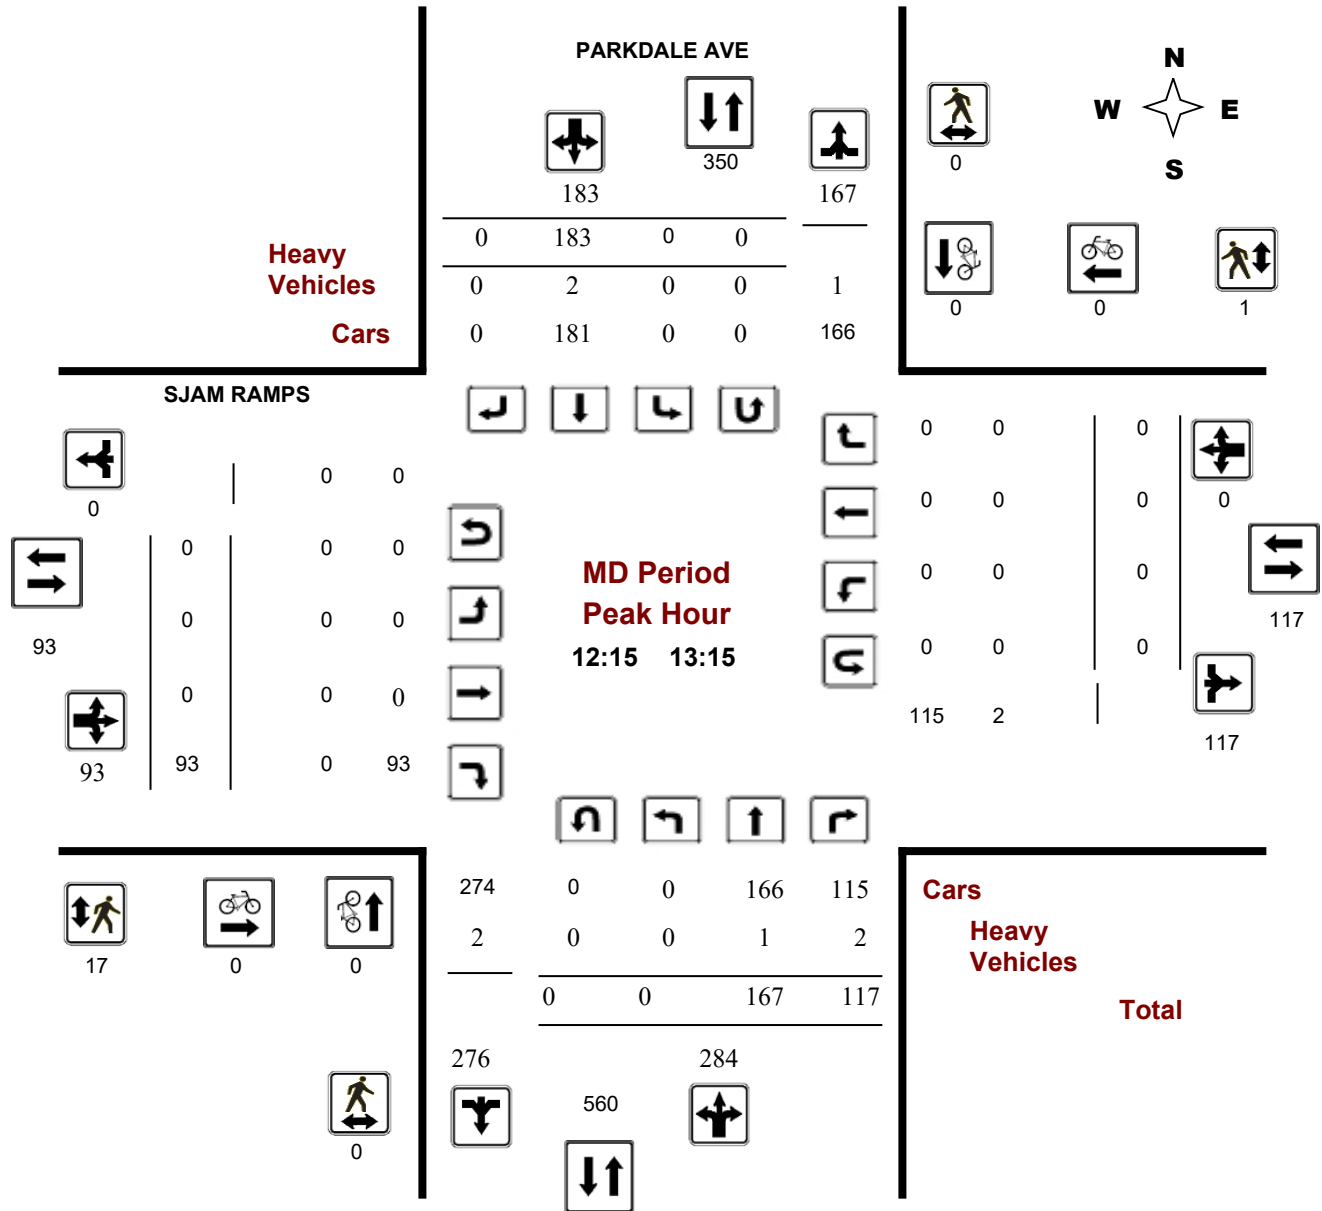 PARKDALE AVE
N
W E
S
350
0
183 167
0 183 0 0
Heavy
Vehicles
0 2 0 0 1
Cars
0 181 0 0 166
0 0 1
SJAM RAMPS
0 0 0
0 0
0
0 0 0 0
0 0 0
0 0 0
93
0 0 0
117
0 0 0
MD Period
Peak Hour
12:15 13:15
0 0 0
115 2
117
93 93 0 93
274 0 0 166 115
Cars
2 0 0 1 2
Heavy
Vehicles
17 0 0
0 0 167 117
Total
276 284
560
0